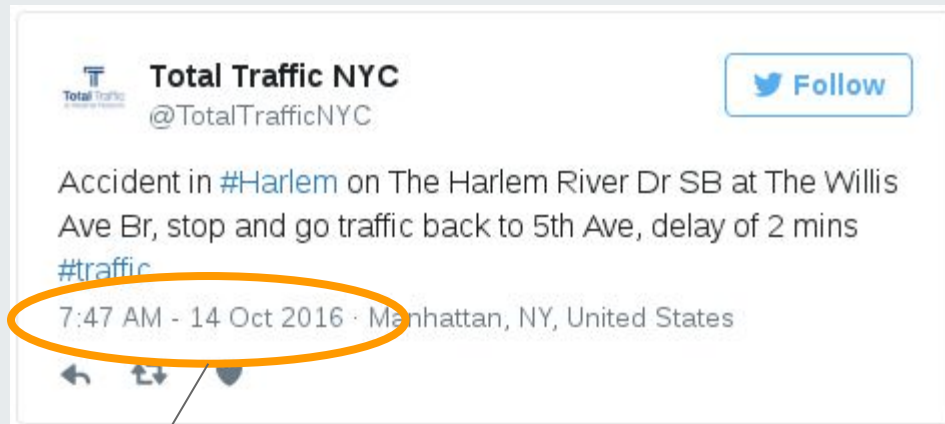 Total Traffic NYC
Total Traffic
@TotalTrafficNYC
Follow
Accident in #Harlem on The Harlem River Dr SB at The Willis
Ave Br, stop and go traffic back to 5th Ave, delay of 2 mins
#traffic
7:47 AM - 14 Oct 2016 · Manhattan, NY, United States